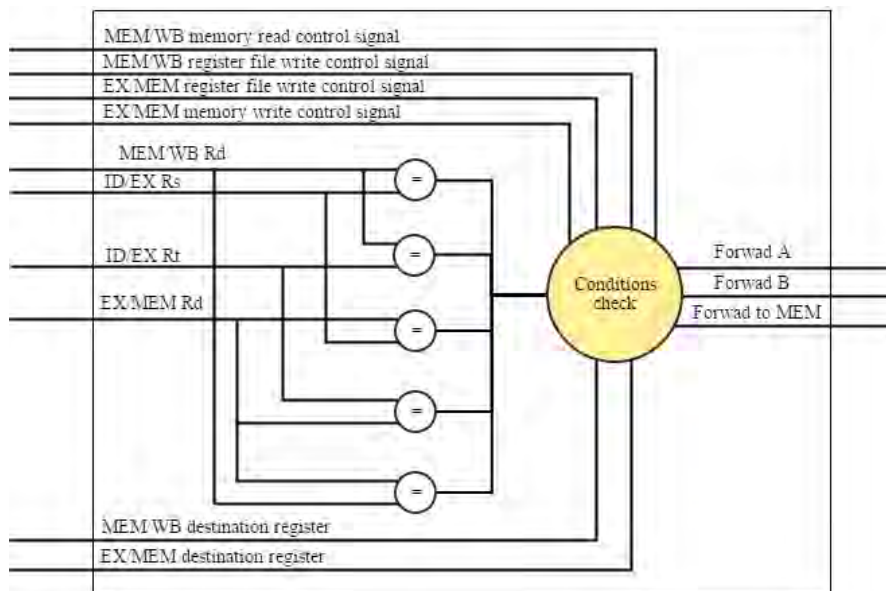 MEM/WB memory read control signal
MEM/WB register file write control signal
EX/MEM register file write control signal
EX/MEM memory write control signal
MEM/WB Rd
ID/EX Rs
=
ID/EX Rt
=
EX/MEM Rd
=
=
=
Conditions
check
Forwad A
Forwad B
Forwad to MEM
MEM/WB destination register
EX/MEM destination register